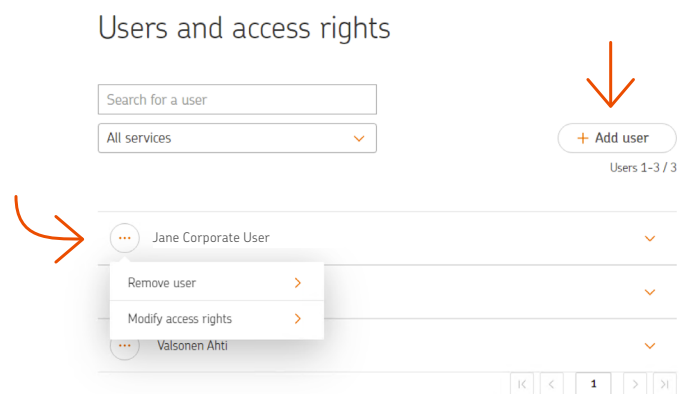 Users and access rights
Search for a user
All services
+ Add user
Users 1-3 / 3
Jane Corporate User
Remove user
Modify access rights
Valsonen Ahti
1